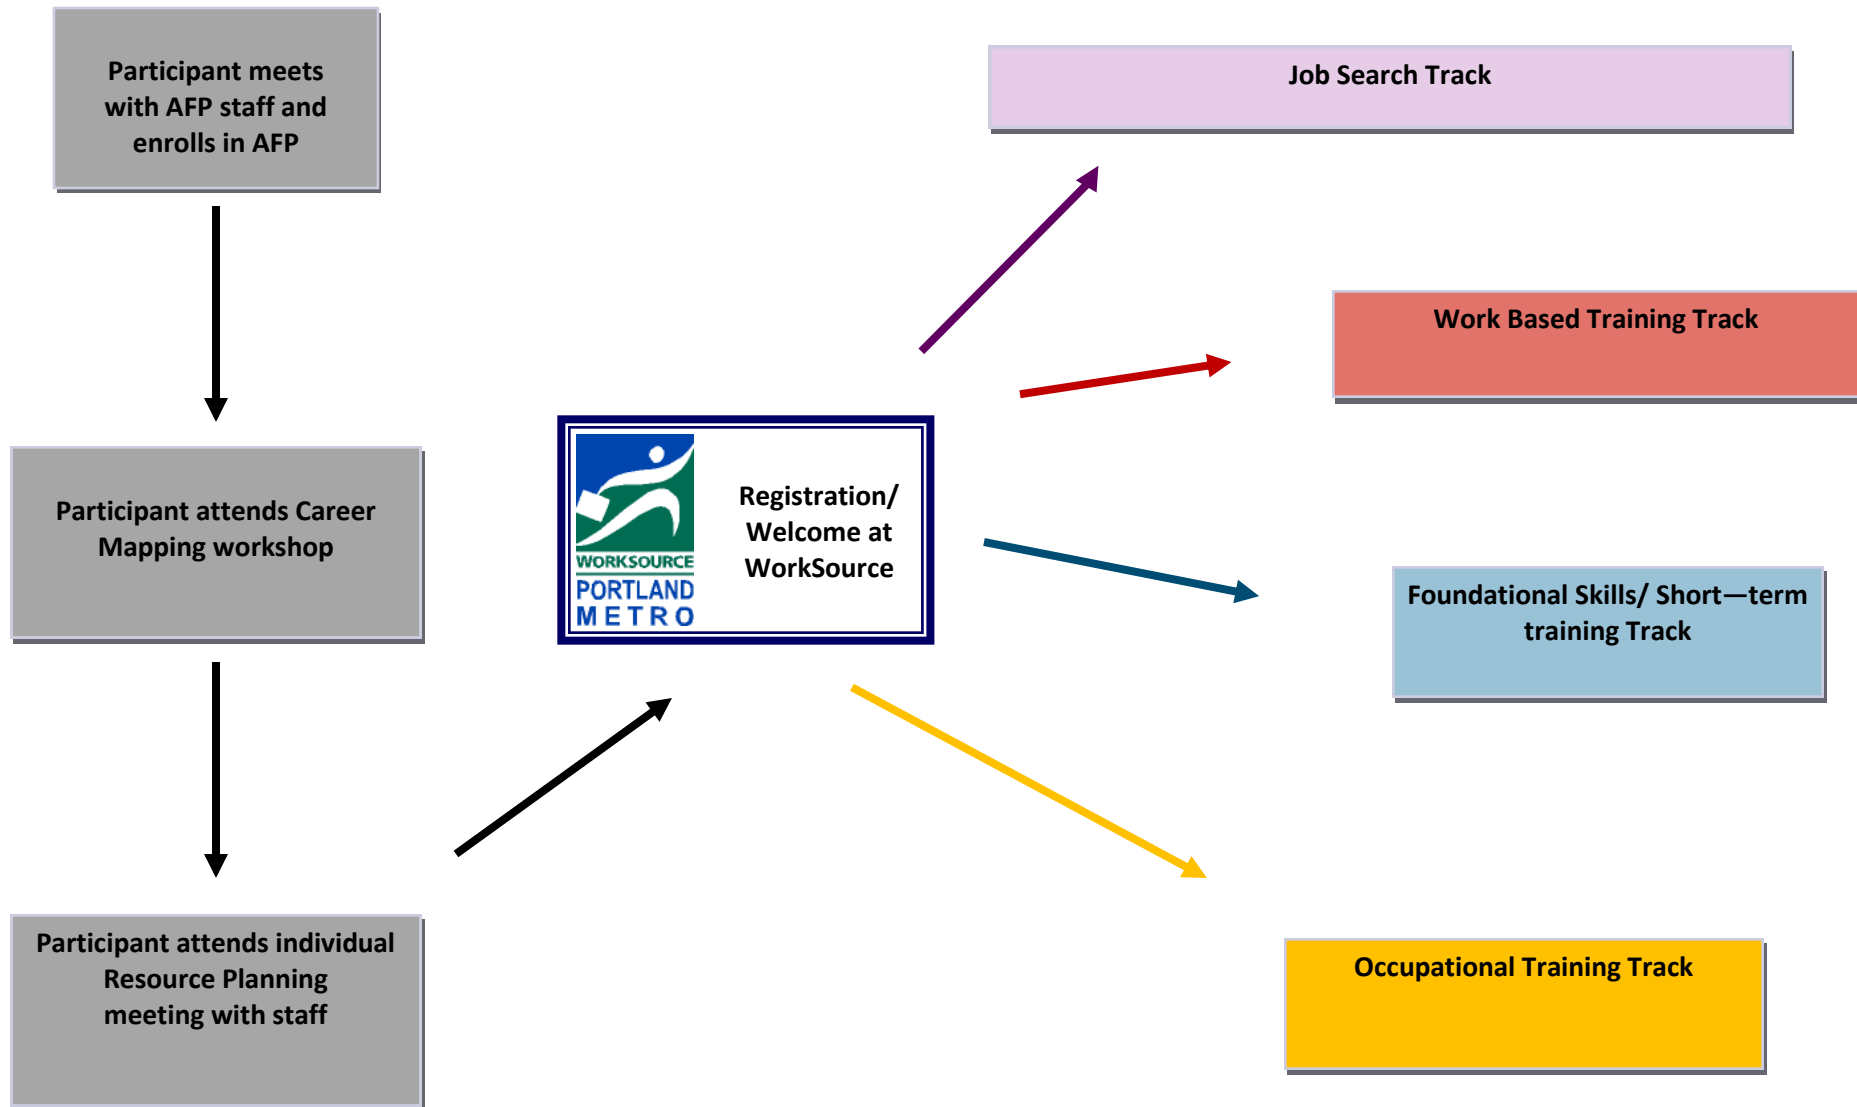 Participant meets
with AFP staff and
enrolls in AFP
Participant attends Career
Mapping workshop
Participant attends individual
Resource Planning
meeting with staff
WORKSOURCE
PORTLAND
METRO
Registration/
Welcome at
WorkSource
Job Search Track
Work Based Training Track
Foundational Skills/ Short—term
training Track
Occupational Training Track